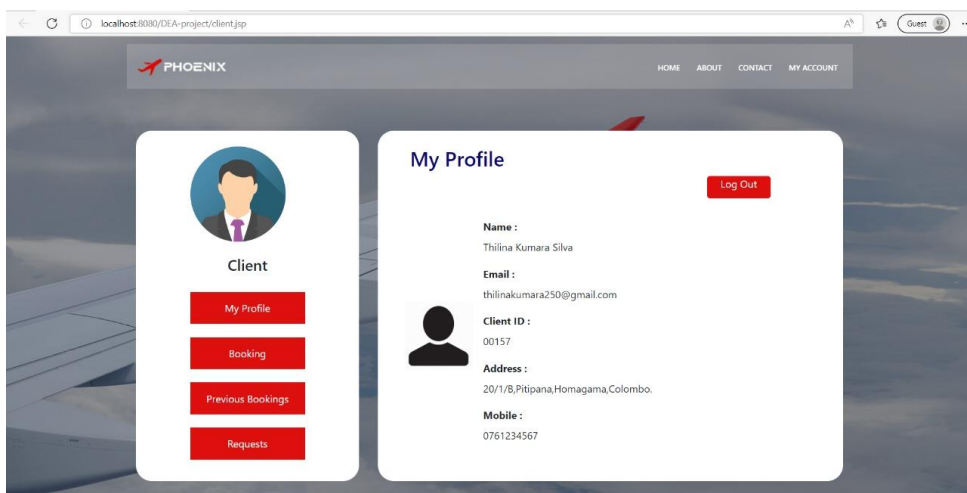 localhost:8080/DEA-project/client.jsp
Guest
PHOENIX
HOME ABOUT CONTACT MY ACCOUNT
Client
My Profile
Booking
Previous Bookings
Requests
My Profile
Log Out
Name :
Thilina Kumara Silva
Email :
thilinakumara250@gmail.com
Client ID :
00157
Address :
20/1/B,Pitipana,Homagama,Colombo.
Mobile :
0761234567